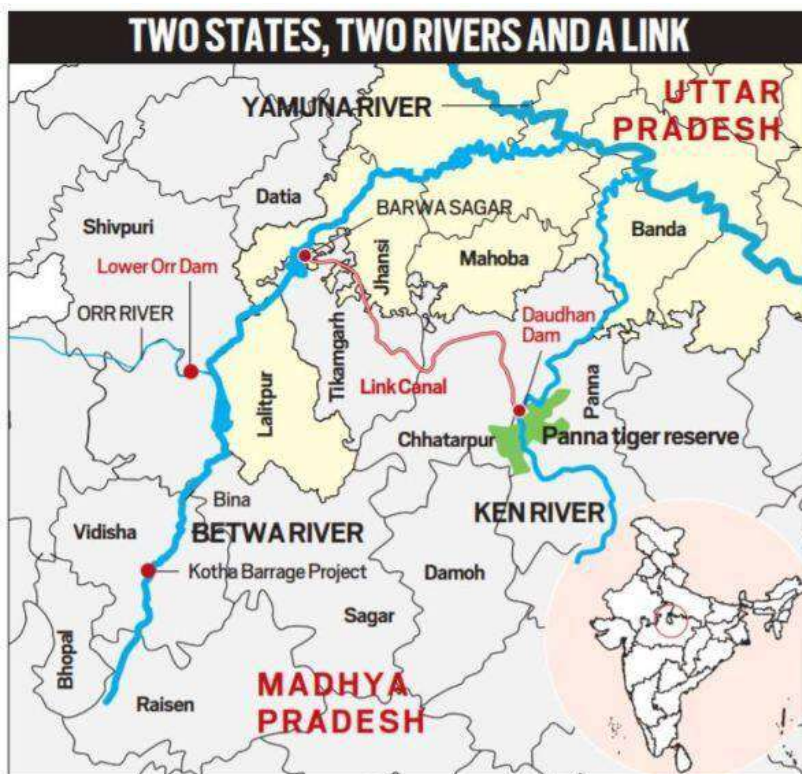 TWO STATES, TWO RIVERS AND A LINK
YAMUNA RIVER
UTTAR
PRADESH
Datia
BARWA SAGAR
Shivpuri
Banda
Jhansi
Mahoba
Lower Orr Dam
ORR RIVER
Daudhan
Dam
Tikamgarh
Link Canal
Panna
Lalitpur
Chhatarpur
Panna tiger reserve
Bina
KEN RIVER
Vidisha
BETWA RIVER
Kotha Barrage Project
Damoh
Sagar
Bhopal
MADHYA
PRADESH
Raisen